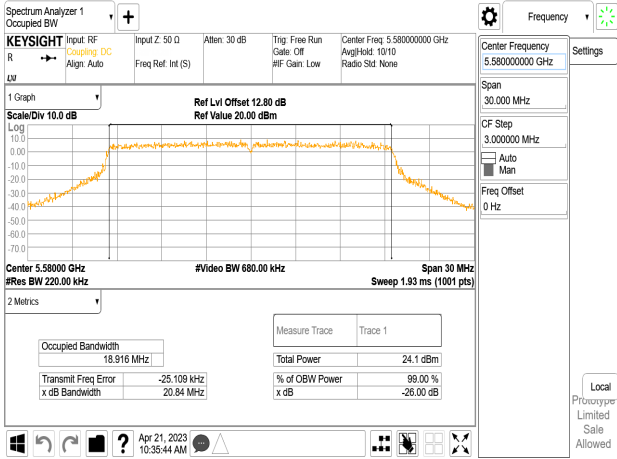 Spectrum Analyzer 1
Occupied BW
Frequency
KEYSIGHT
R
LXI
Input: RF
Coupling: DC
Align: Auto
Input Z: 50 Ω
Freq Ref: Int (S)
Atten: 30 dB
Trig: Free Run
Gate: Off
#IF Gain: Low
Center Freq: 5.580000000 GHz
Avg|Hold: 10/10
Radio Std: None
Center Frequency
5.580000000 GHz
Settings
Span
30.000 MHz
CF Step
3.000000 MHz
Auto
Man
Freq Offset
0 Hz
1 Graph
Scale/Div 10.0 dB
Ref Lvl Offset 12.80 dB
Ref Value 20.00 dBm
Log
10.0
0.00
-10.0
-20.0
-30.0
-40.0
-50.0
-60.0
-70.0
Center 5.58000 GHz
#Res BW 220.00 kHz
#Video BW 680.00 kHz
Span 30 MHz
Sweep 1.93 ms (1001 pts)
2 Metrics
Measure Trace
Trace 1
Occupied Bandwidth
18.916 MHz
Total Power
24.1 dBm
Transmit Freq Error
-25.109 kHz
% of OBW Power
99.00 %
x dB Bandwidth
20.84 MHz
x dB
-26.00 dB
Local
Prototype
Limited
Sale
Allowed
?
Apr 21, 2023
10:35:44 AM